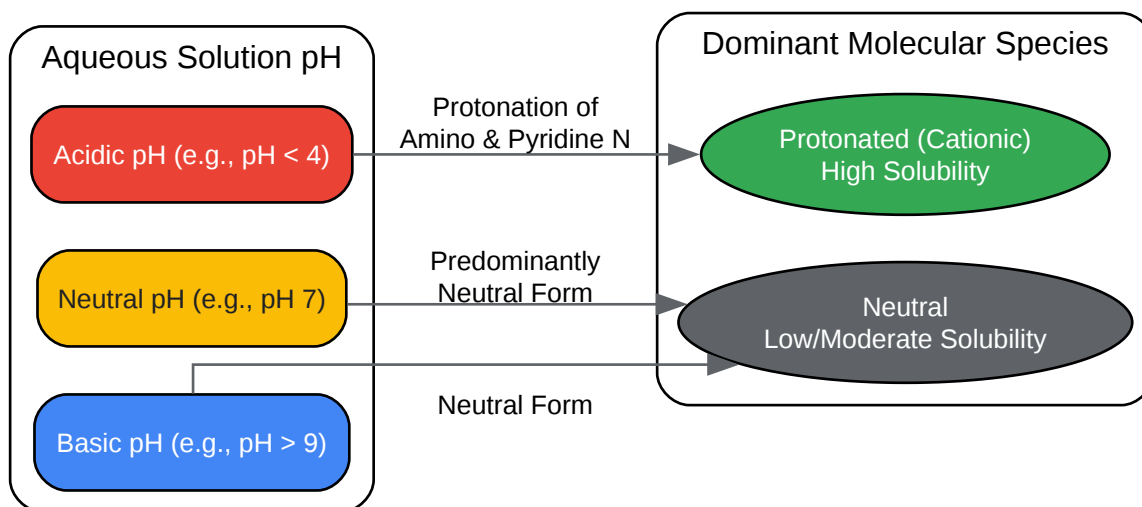 Aqueous Solution pH
Acidic pH (e.g., pH < 4)
Neutral pH (e.g., pH 7)
Basic pH (e.g., pH > 9)
Protonation of
Amino & Pyridine N
Predominantly
Neutral Form
Neutral Form
Dominant Molecular Species
Protonated (Cationic)
High Solubility
Neutral
Low/Moderate Solubility